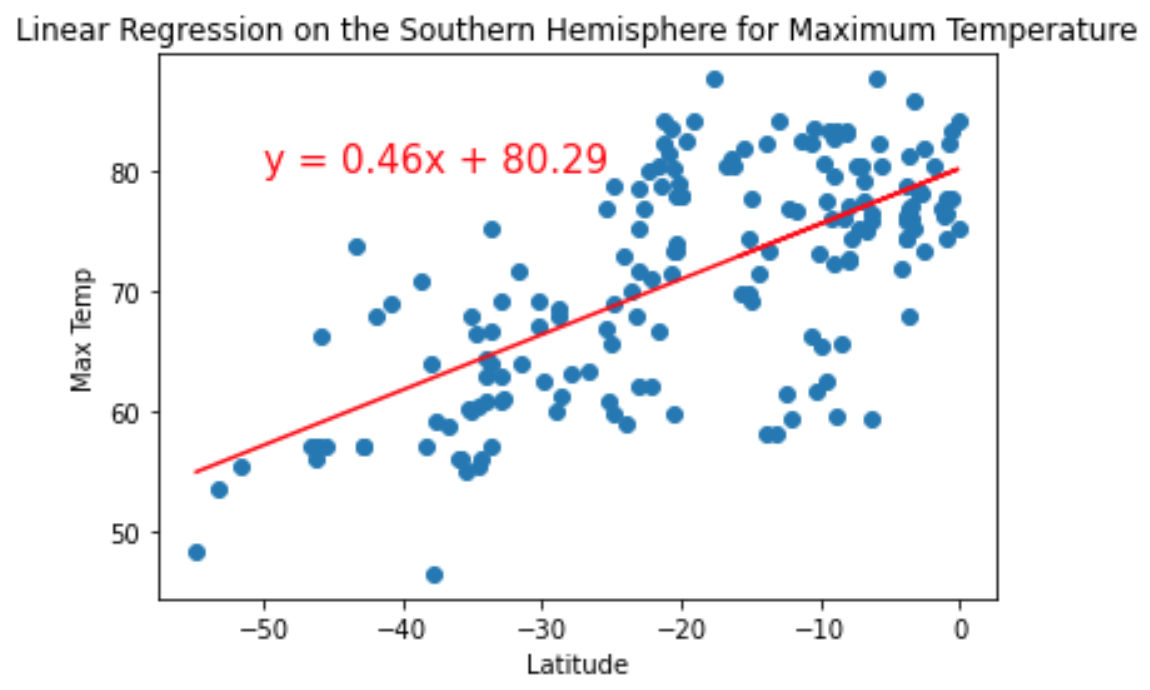 Linear Regression on the Southern Hemisphere for Maximum Temperature
y = 0.46x + 80.29
Max Temp
80
70
60
50
−50
−40
−30
−20
−10
0
Latitude